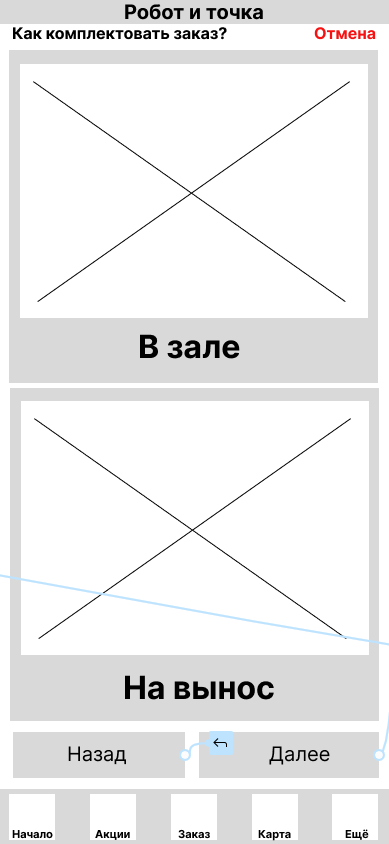 Робот и точка
Как комплектовать заказ? Отмена
В зале
На вынос
Назад Далее
Начало Акции Заказ Карта Ещё